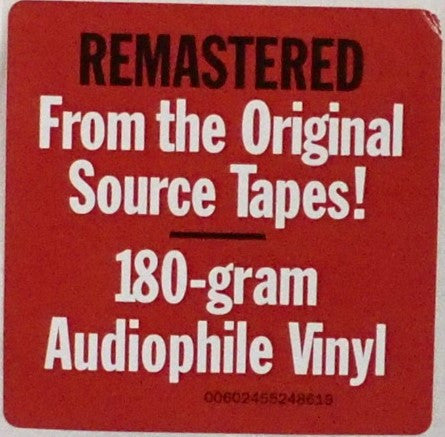 REMASTERED
From the Original
Source Tapes!
180-gram
Audiophile Vinyl
00602455248619